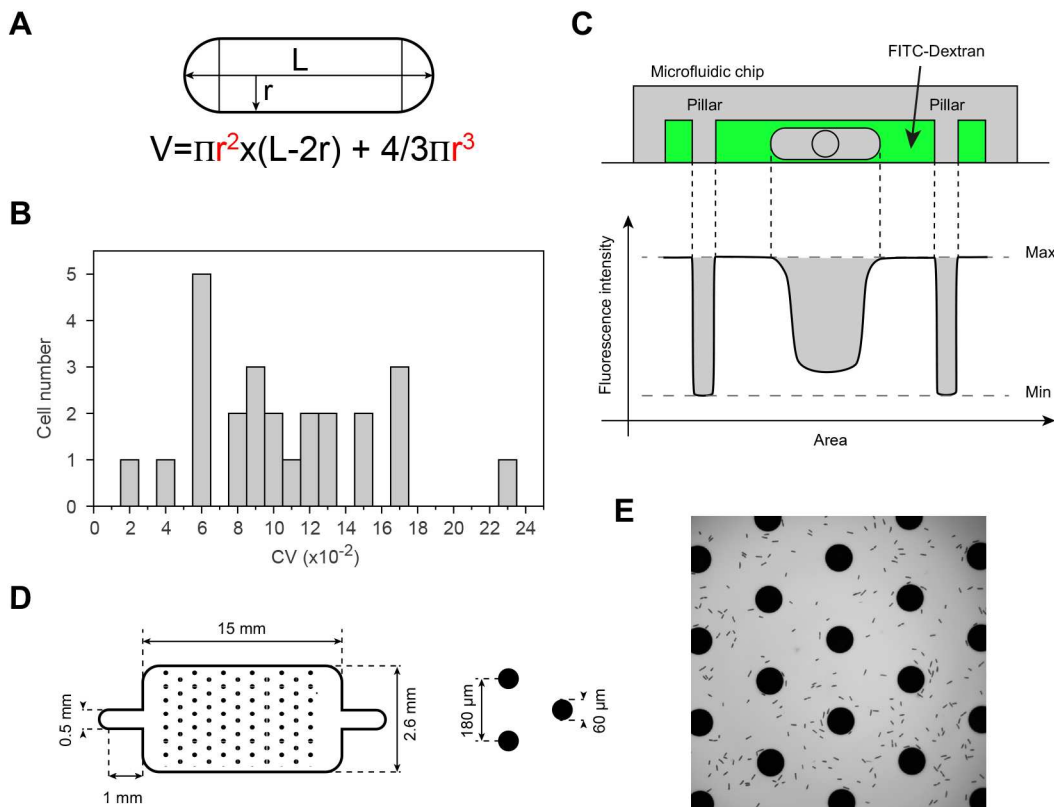 A
L
r
V=πr²x(L-2r) + 4/3πr³
B
5
4
3
2
1
0
Cell number
0 2 4 6 8 10 12 14 16 18 20 22 24
CV (x10⁻²)
C
FITC-Dextran
Microfluidic chip
Pillar
Pillar
Max
Min
Fluorescence intensity
Area
D
15 mm
0.5 mm
2.6 mm
1 mm
180 µm
60 µm
E